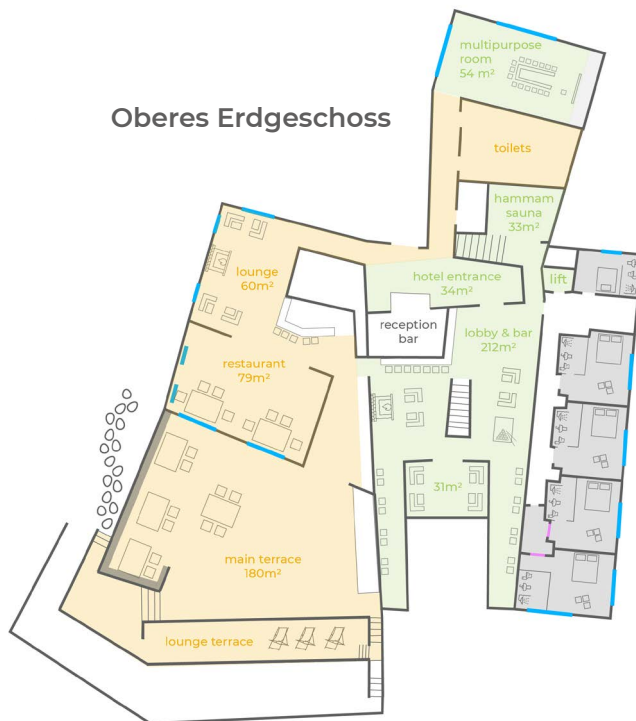 multipurpose
room
54 m²
Oberes Erdgeschoss
toilets
hammam
sauna
33m²
lounge
60m²
hotel entrance
34m²
lift
reception
bar
lobby & bar
212m²
restaurant
79m²
31m²
main terrace
180m²
lounge terrace